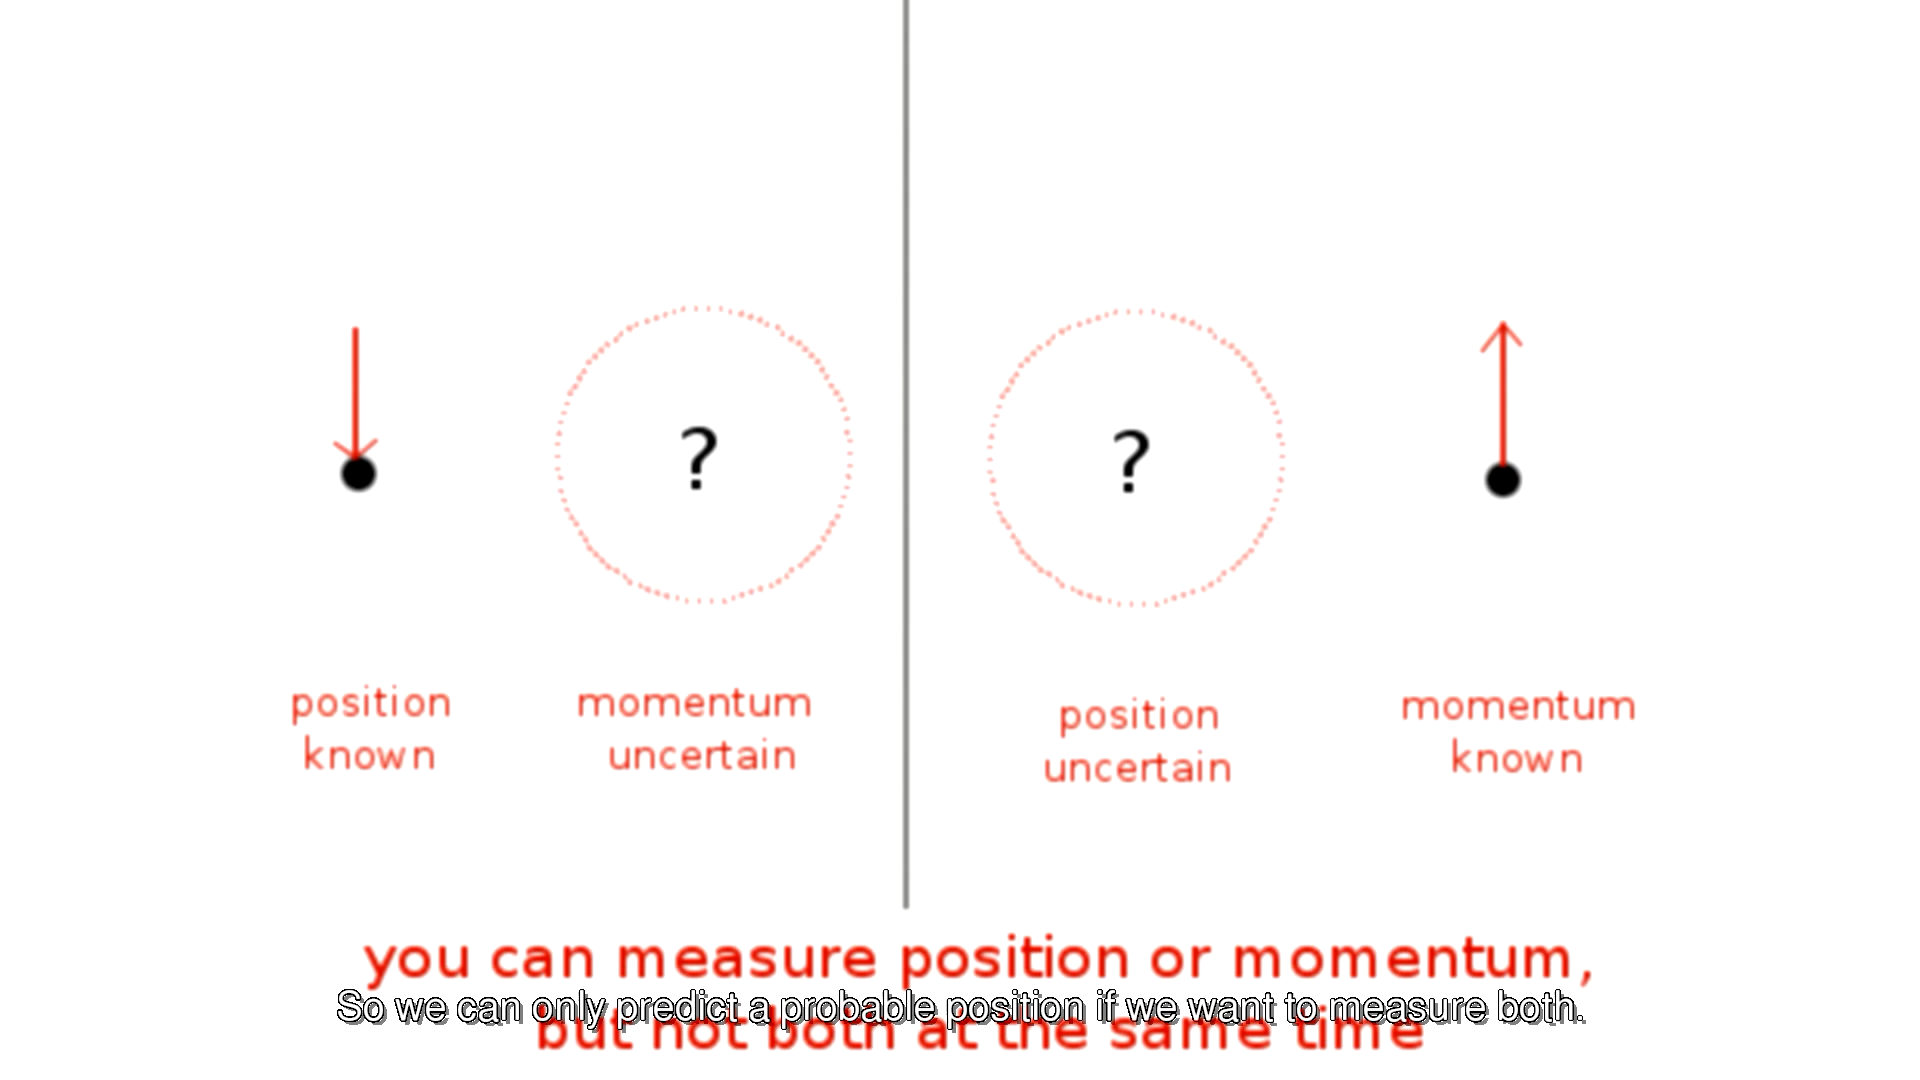 ?
?
position
known
momentum
uncertain
position
uncertain
momentum
known
you can measure position or momentum,
So we can only predict a probable position if we want to measure both.
but not both at the same time